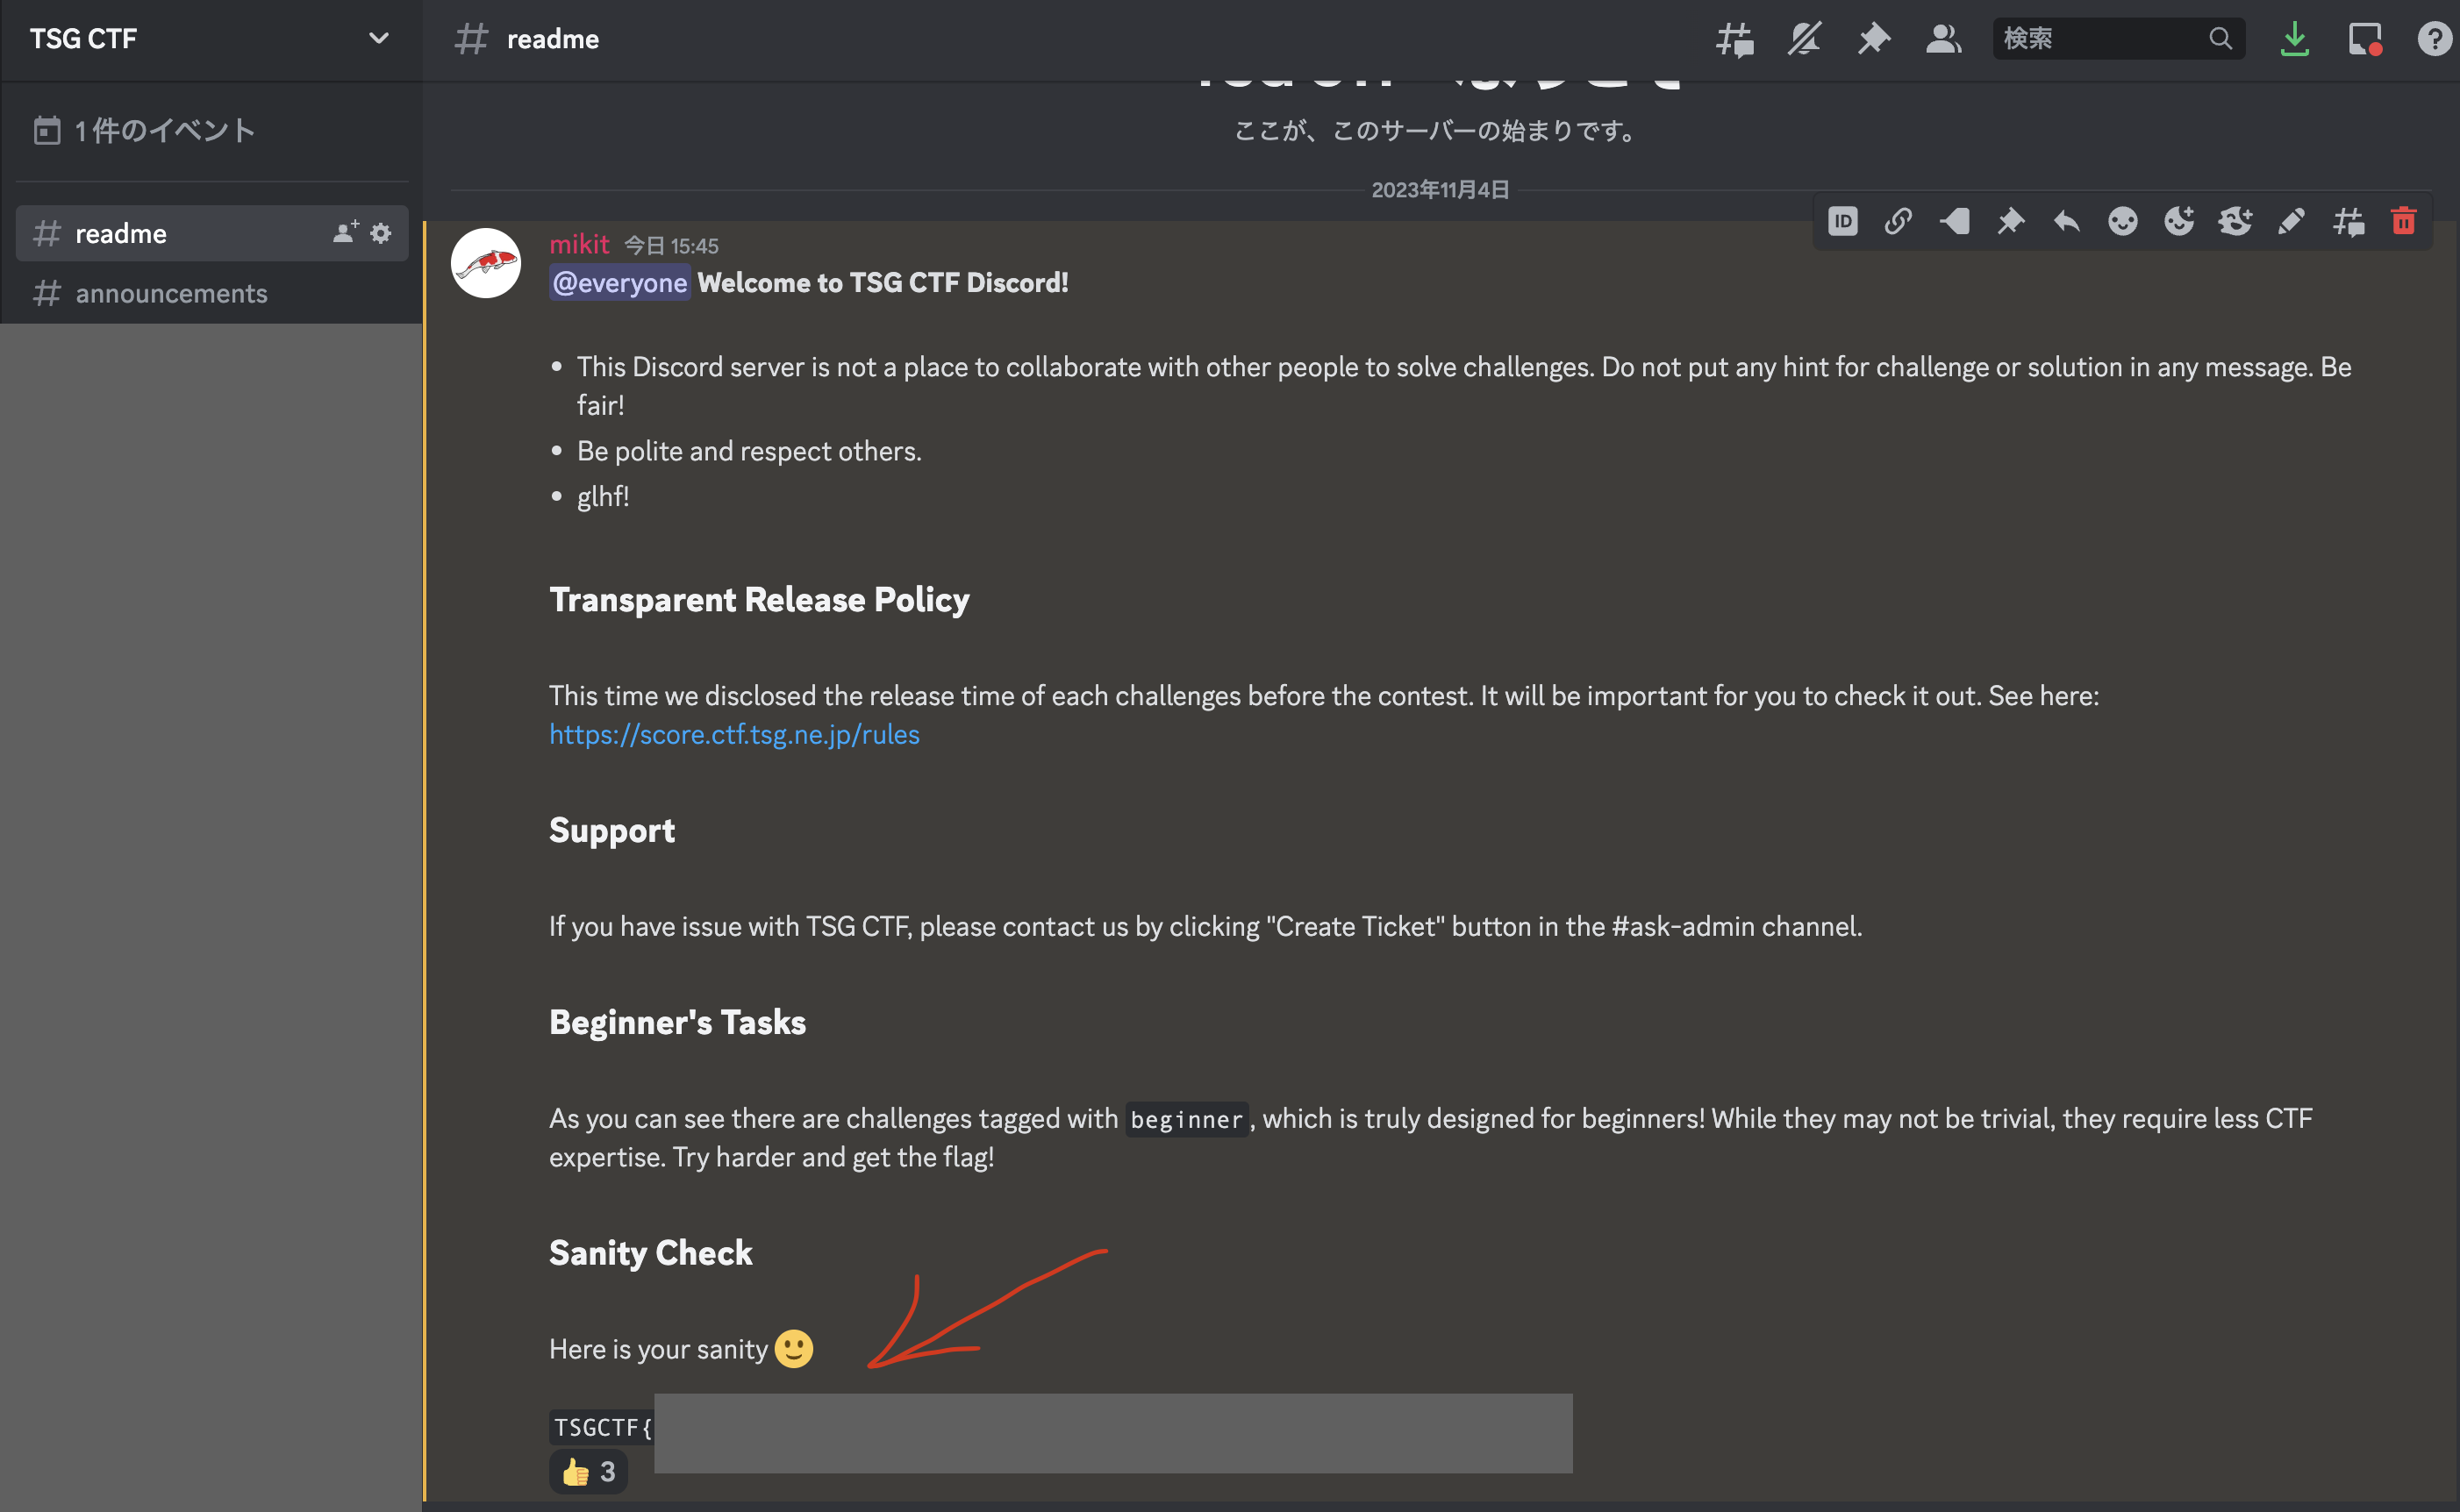 TSG CTF
readme
検索
1件のイベント
readme
announcements
ここが、このサーバーの始まりです。
2023年11月4日
ID
mikit 今日 15:45
@everyone Welcome to TSG CTF Discord!
• This Discord server is not a place to collaborate with other people to solve challenges. Do not put any hint for challenge or solution in any message. Be
fair!
• Be polite and respect others.
• glhf!
Transparent Release Policy
This time we disclosed the release time of each challenges before the contest. It will be important for you to check it out. See here:
https://score.ctf.tsg.ne.jp/rules
Support
If you have issue with TSG CTF, please contact us by clicking "Create Ticket" button in the #ask-admin channel.
Beginner's Tasks
As you can see there are challenges tagged with beginner, which is truly designed for beginners! While they may not be trivial, they require less CTF
expertise. Try harder and get the flag!
Sanity Check
Here is your sanity 🙂
TSGCTF{
👍 3